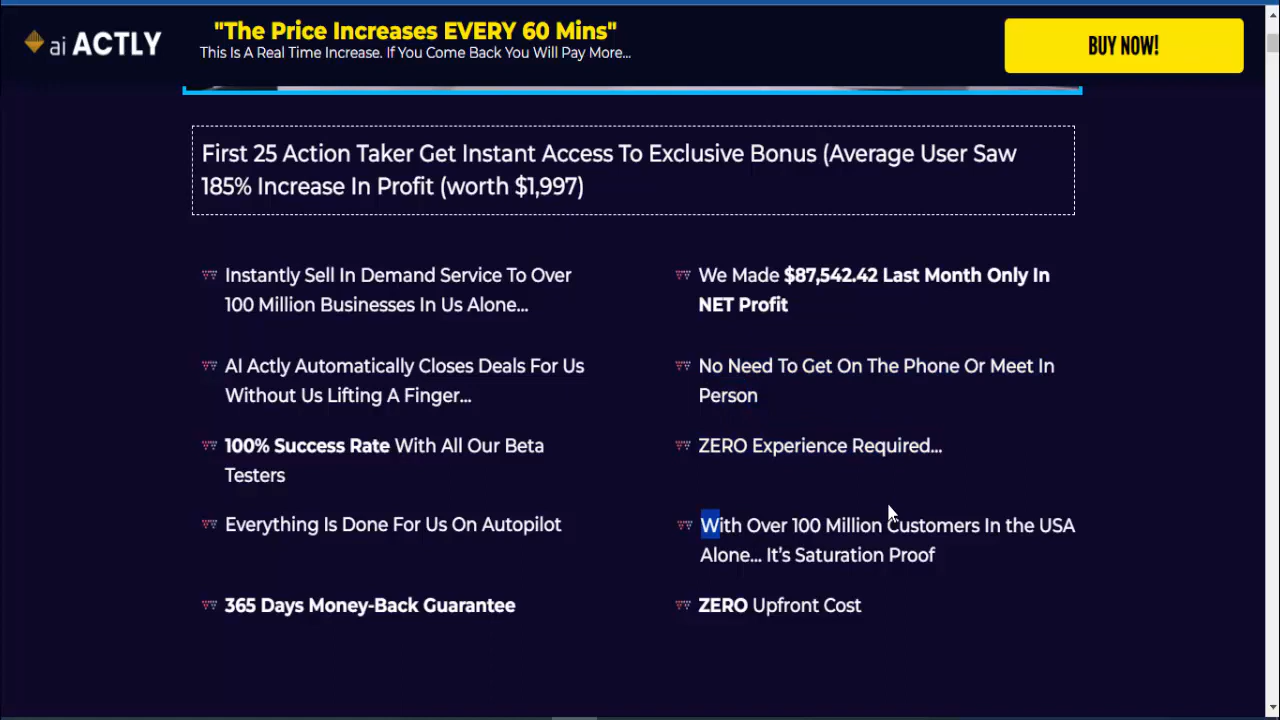 ai ACTLY
"The Price Increases EVERY 60 Mins"
This Is A Real Time Increase. If You Come Back You Will Pay More...
BUY NOW!
First 25 Action Taker Get Instant Access To Exclusive Bonus (Average User Saw
185% Increase In Profit (worth $1,997)
Instantly Sell In Demand Service To Over
100 Million Businesses In Us Alone...
We Made $87,542.42 Last Month Only In
NET Profit
AI Actly Automatically Closes Deals For Us
Without Us Lifting A Finger...
No Need To Get On The Phone Or Meet In
Person
100% Success Rate With All Our Beta
Testers
ZERO Experience Required...
Everything Is Done For Us On Autopilot
With Over 100 Million Customers In the USA
Alone... It's Saturation Proof
365 Days Money-Back Guarantee
ZERO Upfront Cost